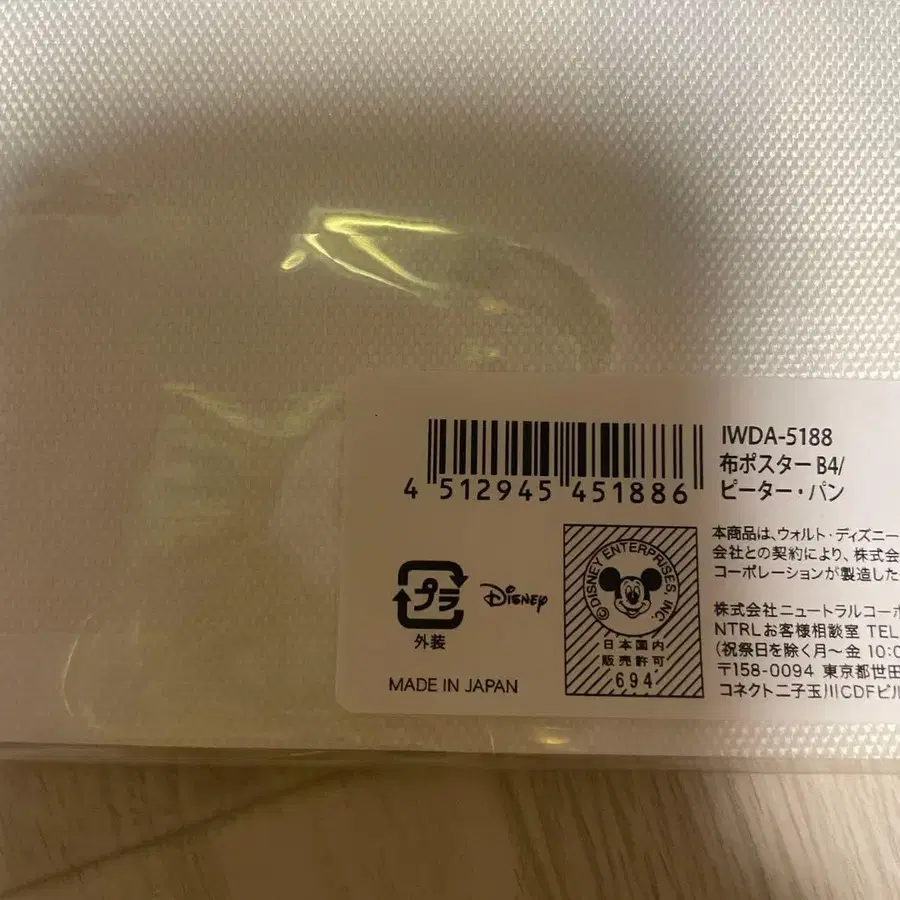 4 512945 451886
IWDA-5188
布ポスター B4/
ピーター・パン
プラ
外装
Disney
MADE IN JAPAN
©DISNEY ENTERPRISES, INC.
日本国内
販売許可
694
本商品は、ウォルト・ディズニー
会社との契約により、株式会
コーポレーションが製造した
株式会社ニュートラルコーポ
NTRLお客様相談室 TEL
(祝祭日を除く月〜金 10:0
〒158-0094 東京都世田
コネクト二子玉川CDFビル